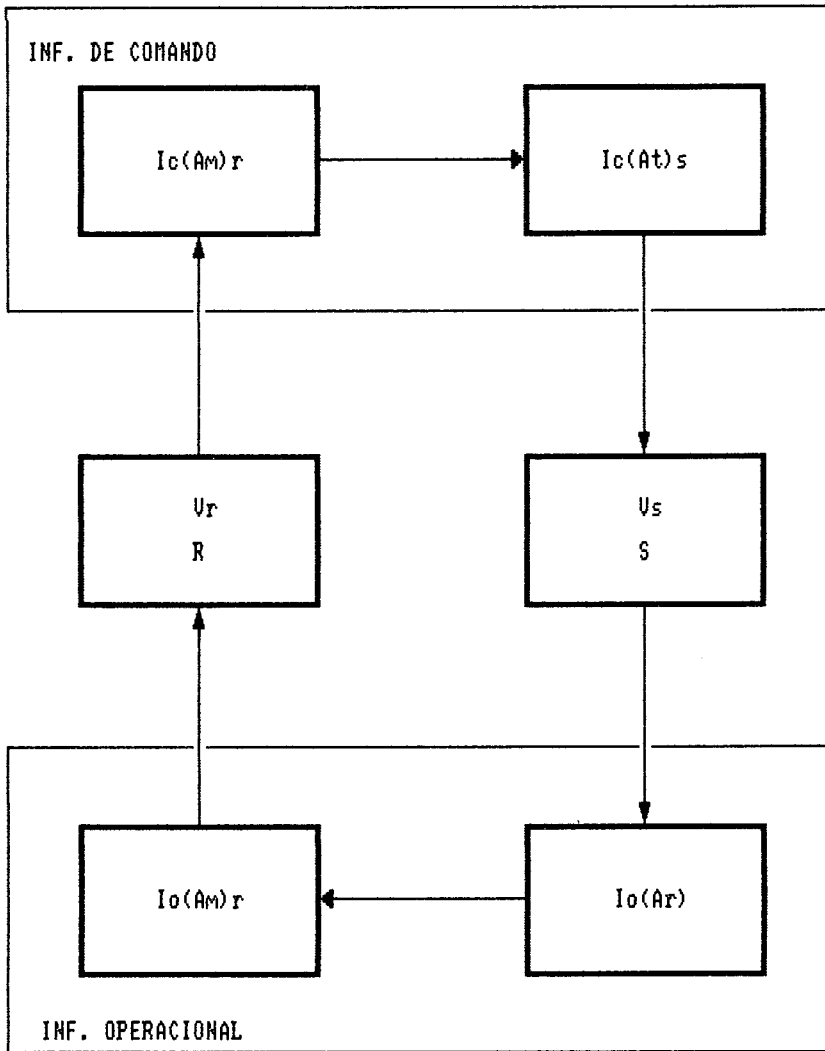 INF. DE COMANDO
Ic(Am)r
Ic(At)s
Vr
R
Vs
S
Io(Am)r
Io(Ar)
INF. OPERACIONAL